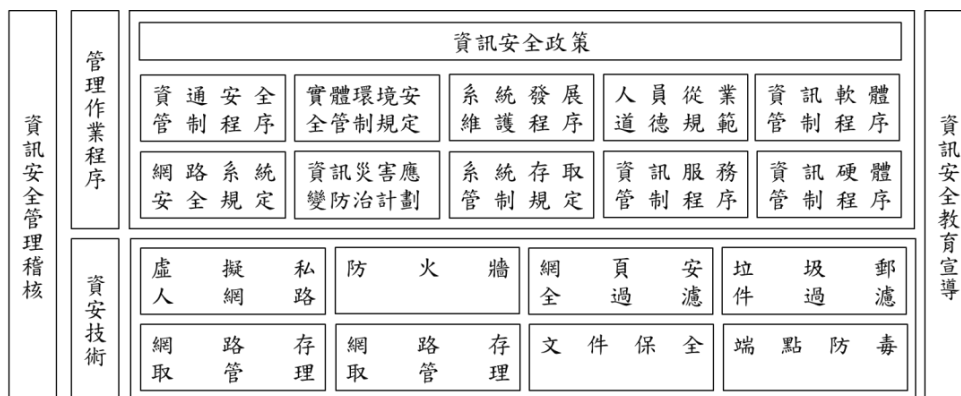 資訊安全管理稽核
管理作業程序
資訊安全政策
資通安全
管制程序
實體環境安
全管制規定
系統發展
維護程序
人員從業
道德規範
資訊軟體
管制程序
網路系統
安全規定
資訊災害應
變防治計劃
系統存取
管制規定
資訊服務
管制程序
資訊硬體
管制程序
資安技術
虛擬私
人網路
防火牆
網頁安
全過濾
垃圾郵
件過濾
網路存
取管理
網路存
取管理
文件保全
端點防毒
資訊安全教育宣導